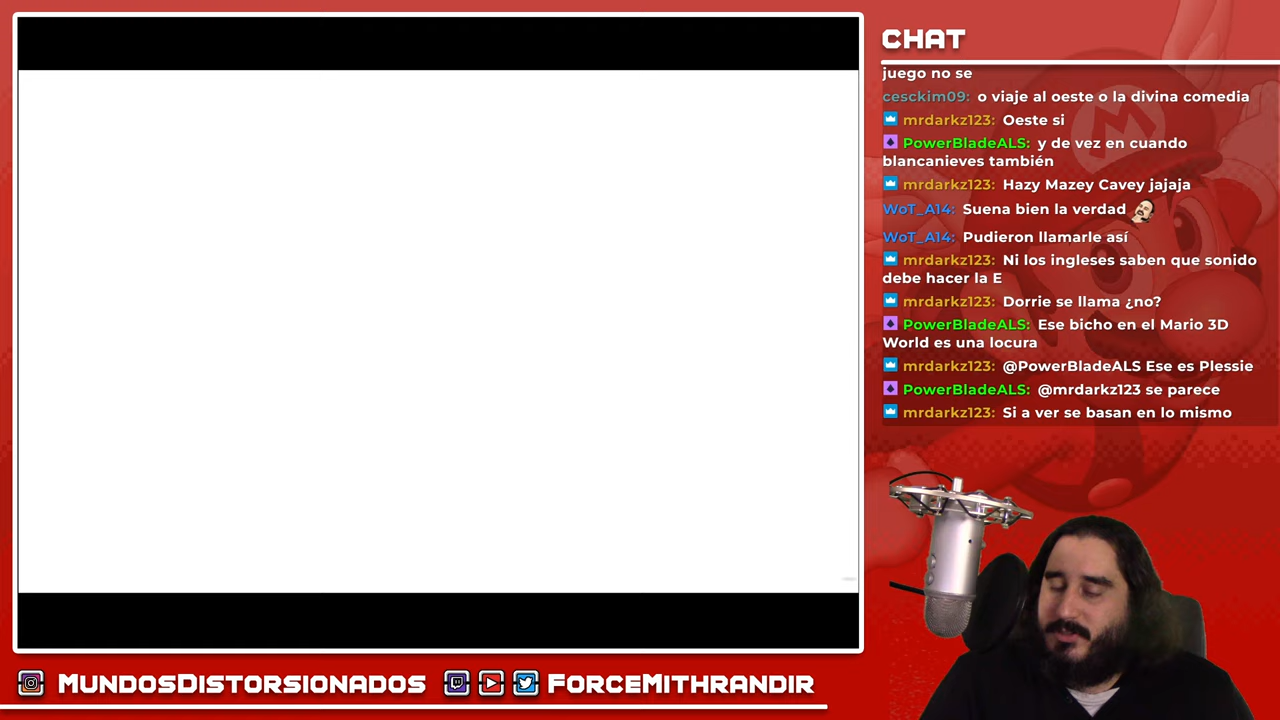 CHAT
juego no se
cesckim09: o viaje al oeste o la divina comedia
mrdarkz123: Oeste si
PowerBladeALS: y de vez en cuando
blancanieves también
mrdarkz123: Hazy Mazey Cavey jajaja
WoT_A14: Suena bien la verdad
WoT_A14: Pudieron llamarle así
mrdarkz123: Ni los ingleses saben que sonido
debe hacer la E
mrdarkz123: Dorrie se llama ¿no?
PowerBladeALS: Ese bicho en el Mario 3D
World es una locura
mrdarkz123: @PowerBladeALS Ese es Plessie
PowerBladeALS: @mrdarkz123 se parece
mrdarkz123: Si a ver se basan en lo mismo
MUNDOSDISTORSIONADOS
FORCEMITHRANDIR